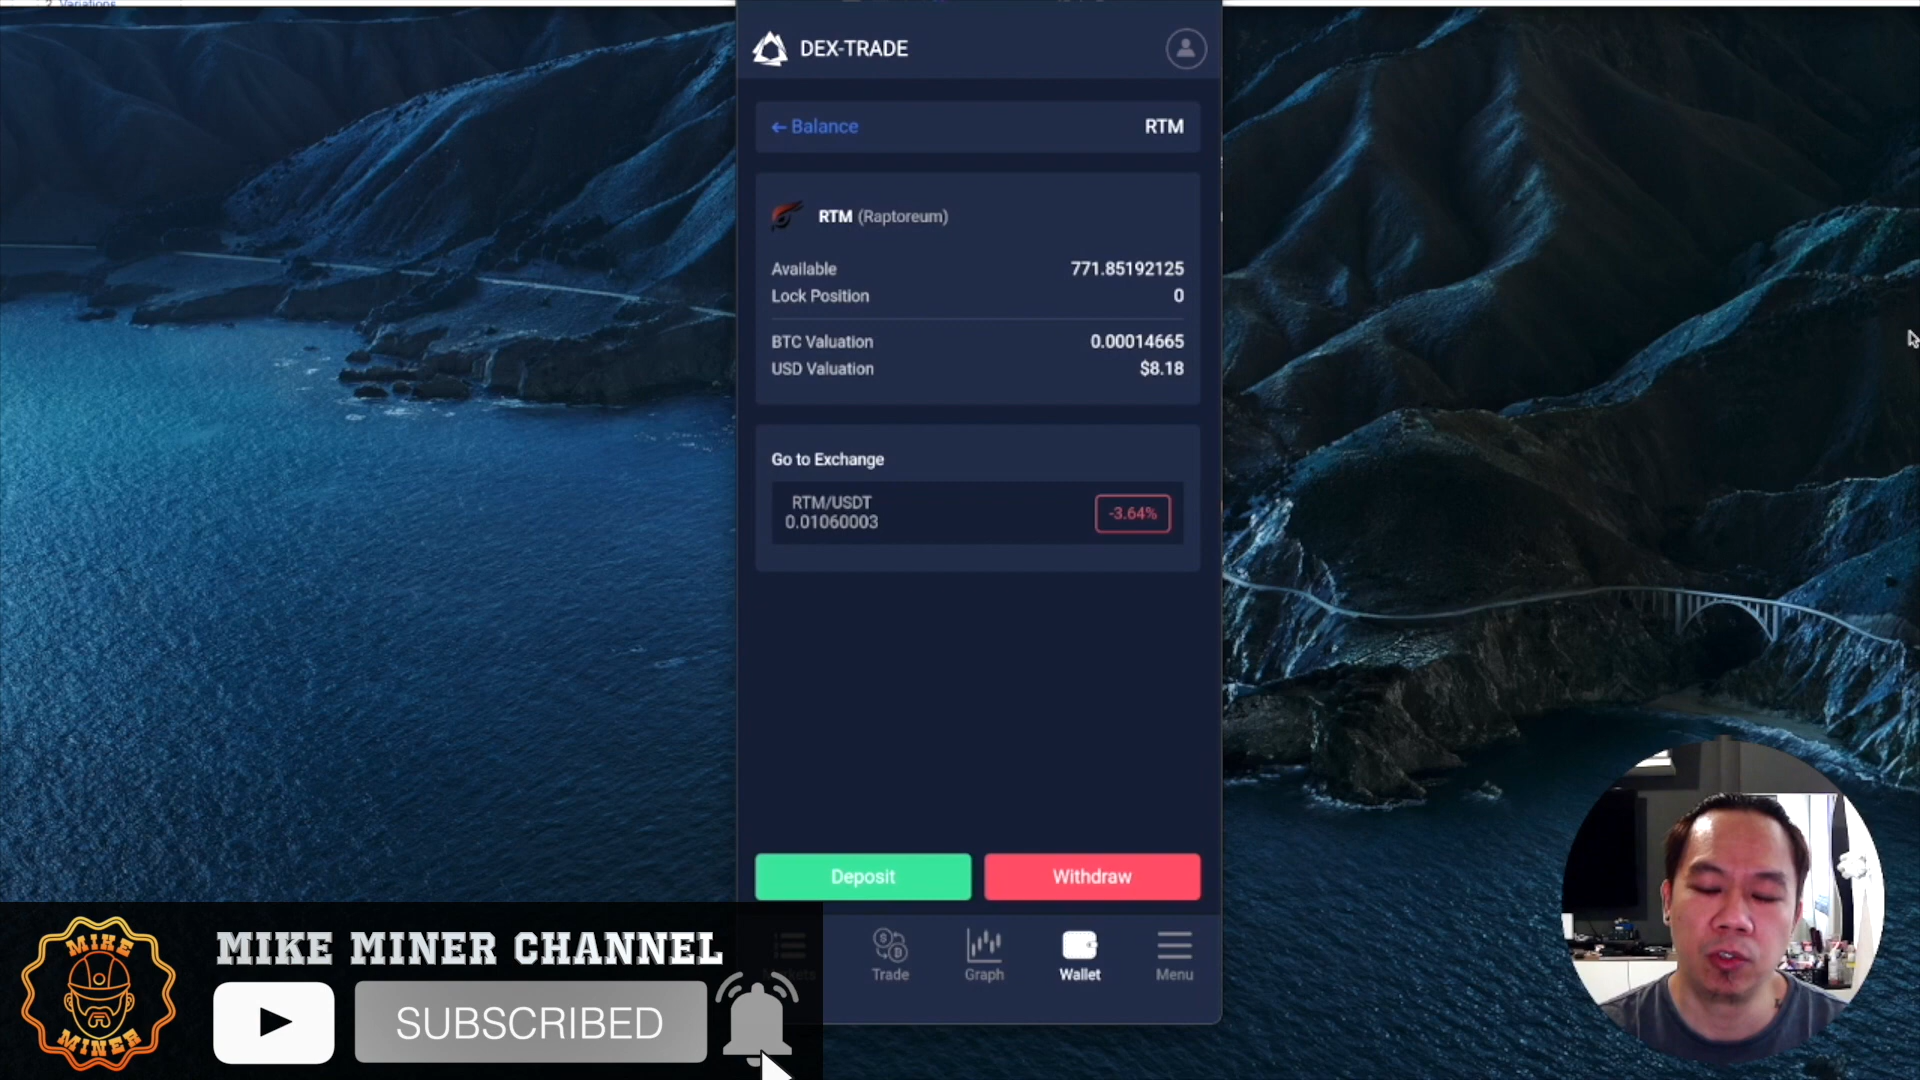 2. Variations
DEX-TRADE
← Balance
RTM
RTM (Raptoreum)
Available
771.85192125
Lock Position
0
BTC Valuation
0.00014665
USD Valuation
$8.18
Go to Exchange
RTM/USDT
0.01060003
-3.64%
Deposit
Withdraw
Trade
Graph
Wallet
Menu
MIKE MINER CHANNEL
SUBSCRIBED
MIKE
MINER